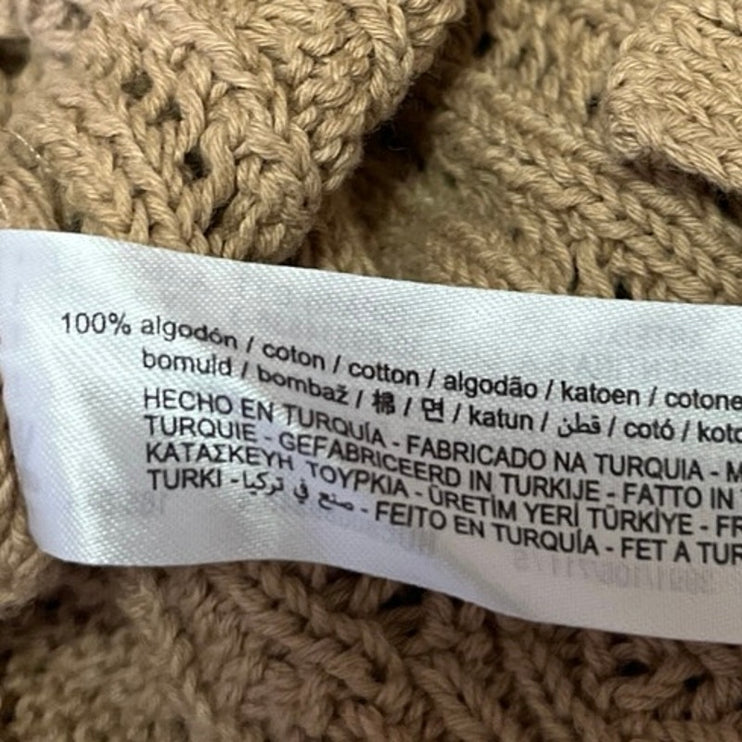 100% algodón / coton / cotton / algodão / katoen / cotone
bomuld / bombaž / 棉 / 면 / katun / قطن / cotó / koto
HECHO EN TURQUÍA - FABRICADO NA TURQUIA - M
TURQUIE - GEFABRICEERD IN TURKIJE - FATTO IN
ΚΑΤΑΣΚΕΥΗ ΤΟΥΡΚΙΑ - ÜRETİM YERİ TÜRKİYE - FR
TURKI - صنع في تركيا - FEITO EN TURQUÍA - FET A TUR